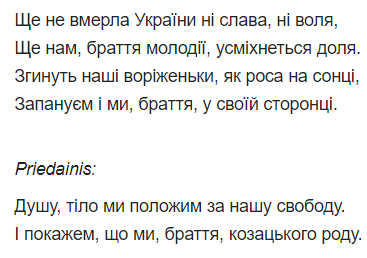 Ще не вмерла України ні слава, ні воля,
Ще нам, браття молодії, усміхнеться доля.
Згинуть наші воріженьки, як роса на сонці,
Запануєм і ми, браття, у своїй сторонці.
Priedainis:
Душу, тіло ми положим за нашу свободу.
І покажем, що ми, браття, козацького роду.